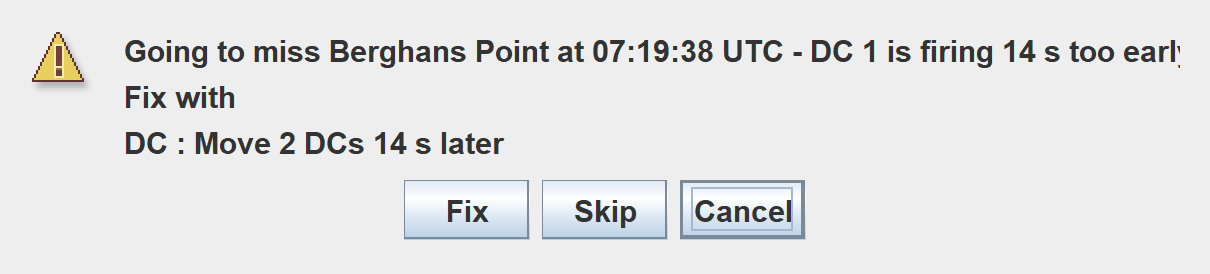 Going to miss Berghans Point at 07:19:38 UTC - DC 1 is firing 14 s too early
Fix with
DC : Move 2 DCs 14 s later
Fix Skip Cancel